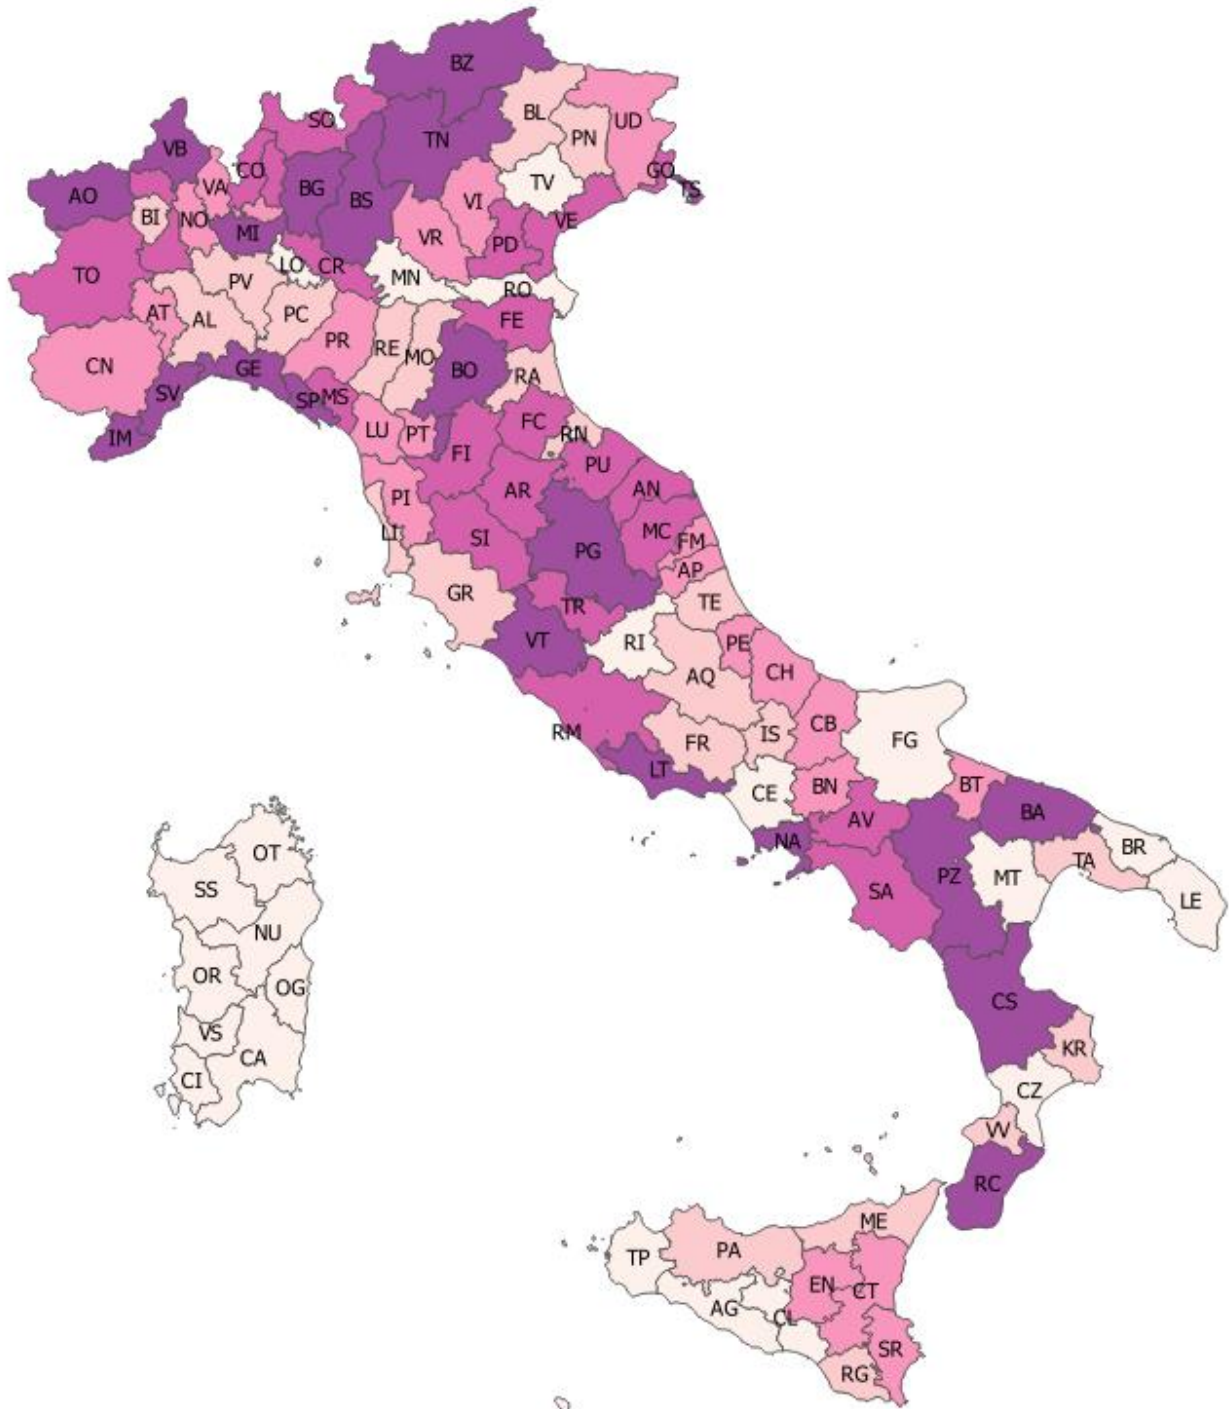 BZ
BL
UD
PN
SO
TN
VB
CO
GO
VA
TV
TS
AO
BG
BS
VI
BI
NO
VE
MI
VR
PD
LO
CR
TO
PV
MN
RO
AT
AL
PC
FE
PR
RE
MO
CN
GE
BO
RA
SV
SP
MS
FC
LU
PT
RN
IM
FI
PU
AR
AN
PI
LI
SI
MC
FM
PG
AP
GR
TE
TR
VT
RI
PE
CH
AQ
RM
IS
CB
FR
FG
LT
CE
BN
BT
AV
BA
NA
BR
OT
TA
SS
SA
PZ
MT
LE
NU
OR
OG
CS
VS
CA
KR
CI
CZ
VV
RC
ME
TP
PA
EN
CT
AG
CL
SR
RG